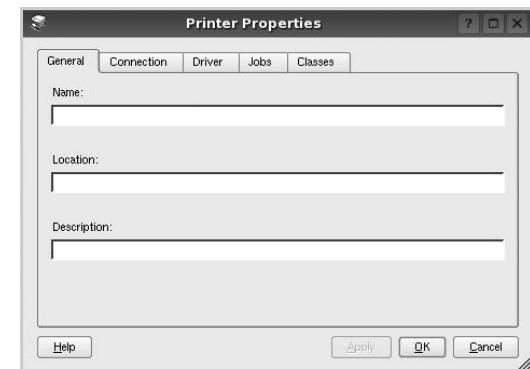 Printer Properties
General Connection Driver Jobs Classes
Name:
Location:
Description:
Help Apply OK Cancel